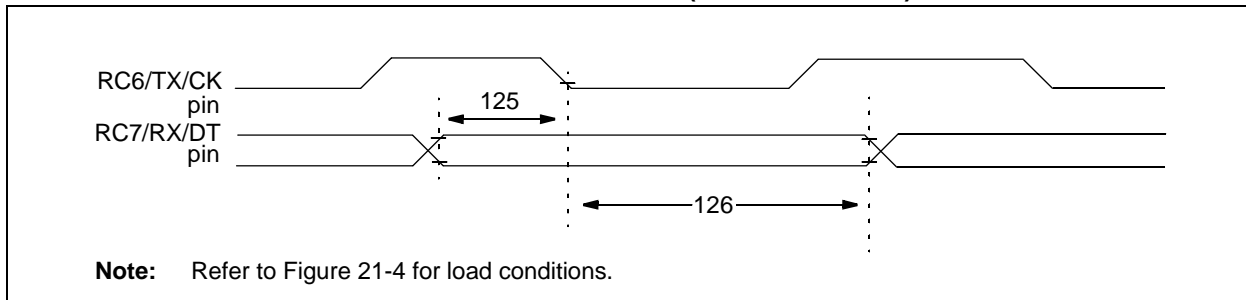 RC6/TX/CK
pin
125
RC7/RX/DT
pin
126
Note: Refer to Figure 21-4 for load conditions.